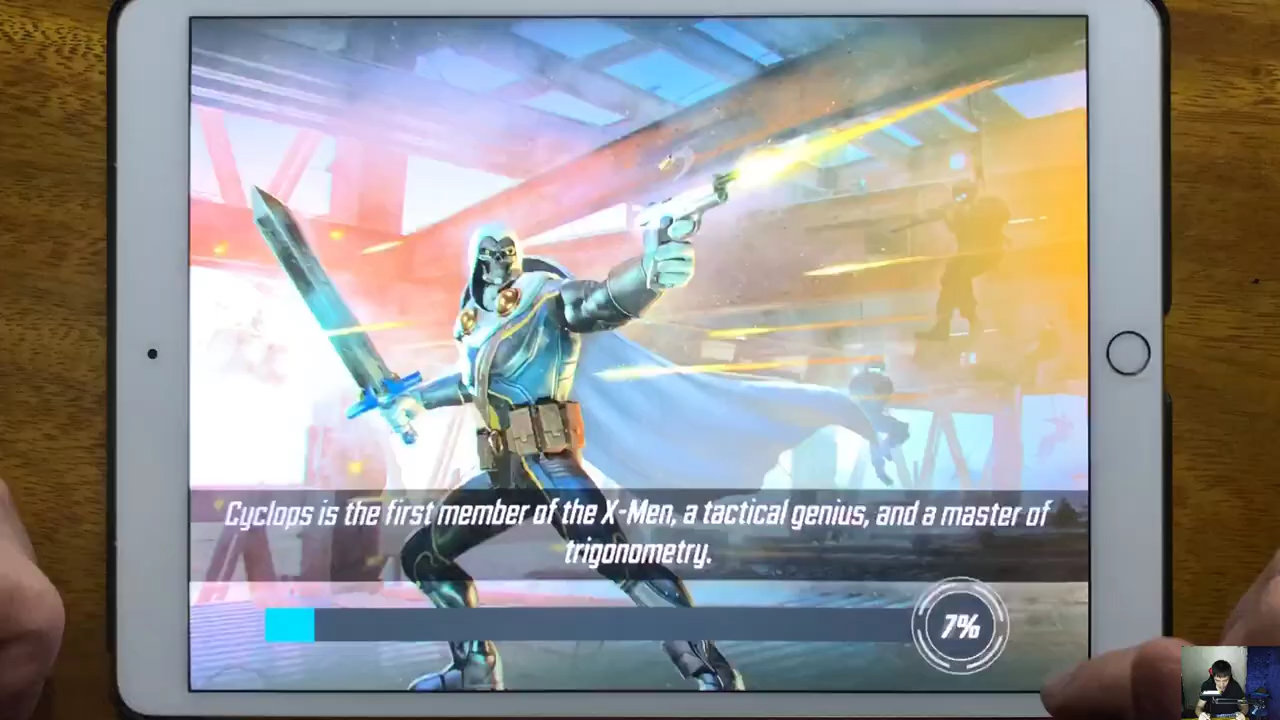 Cyclops is the first member of the X-Men, a tactical genius, and a master of
trigonometry.
7%